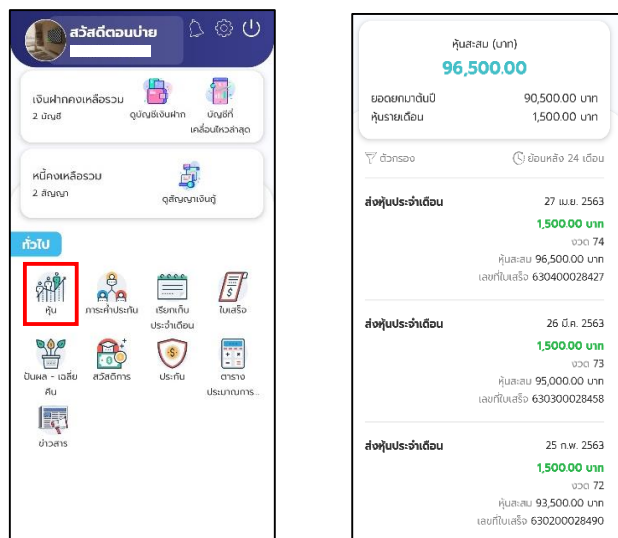 สวัสดีตอนบ่าย
เงินฝากคงเหลือรวม
2 บัญชี
ดูบัญชีเงินฝาก
บัญชีที่
เคลื่อนไหวล่าสุด
หนี้คงเหลือรวม
2 สัญญา
ดูสัญญาเงินกู้
ทั่วไป
หุ้น
ภาระค้ำประกัน
เรียกเก็บ
ประจำเดือน
ใบเสร็จ
ปันผล - เฉลี่ย
คืน
สวัสดิการ
ประกัน
ตาราง
ประมาณการ...
ข่าวสาร
หุ้นสะสม (บาท)
96,500.00
ยอดยกมาต้นปี 90,500.00 บาท
หุ้นรายเดือน 1,500.00 บาท
ตัวกรอง ย้อนหลัง 24 เดือน
ส่งหุ้นประจำเดือน 27 เม.ย. 2563
1,500.00 บาท
งวด 74
หุ้นสะสม 96,500.00 บาท
เลขที่ใบเสร็จ 630400028427
ส่งหุ้นประจำเดือน 26 มี.ค. 2563
1,500.00 บาท
งวด 73
หุ้นสะสม 95,000.00 บาท
เลขที่ใบเสร็จ 630300028458
ส่งหุ้นประจำเดือน 25 ก.พ. 2563
1,500.00 บาท
งวด 72
หุ้นสะสม 93,500.00 บาท
เลขที่ใบเสร็จ 630200028490